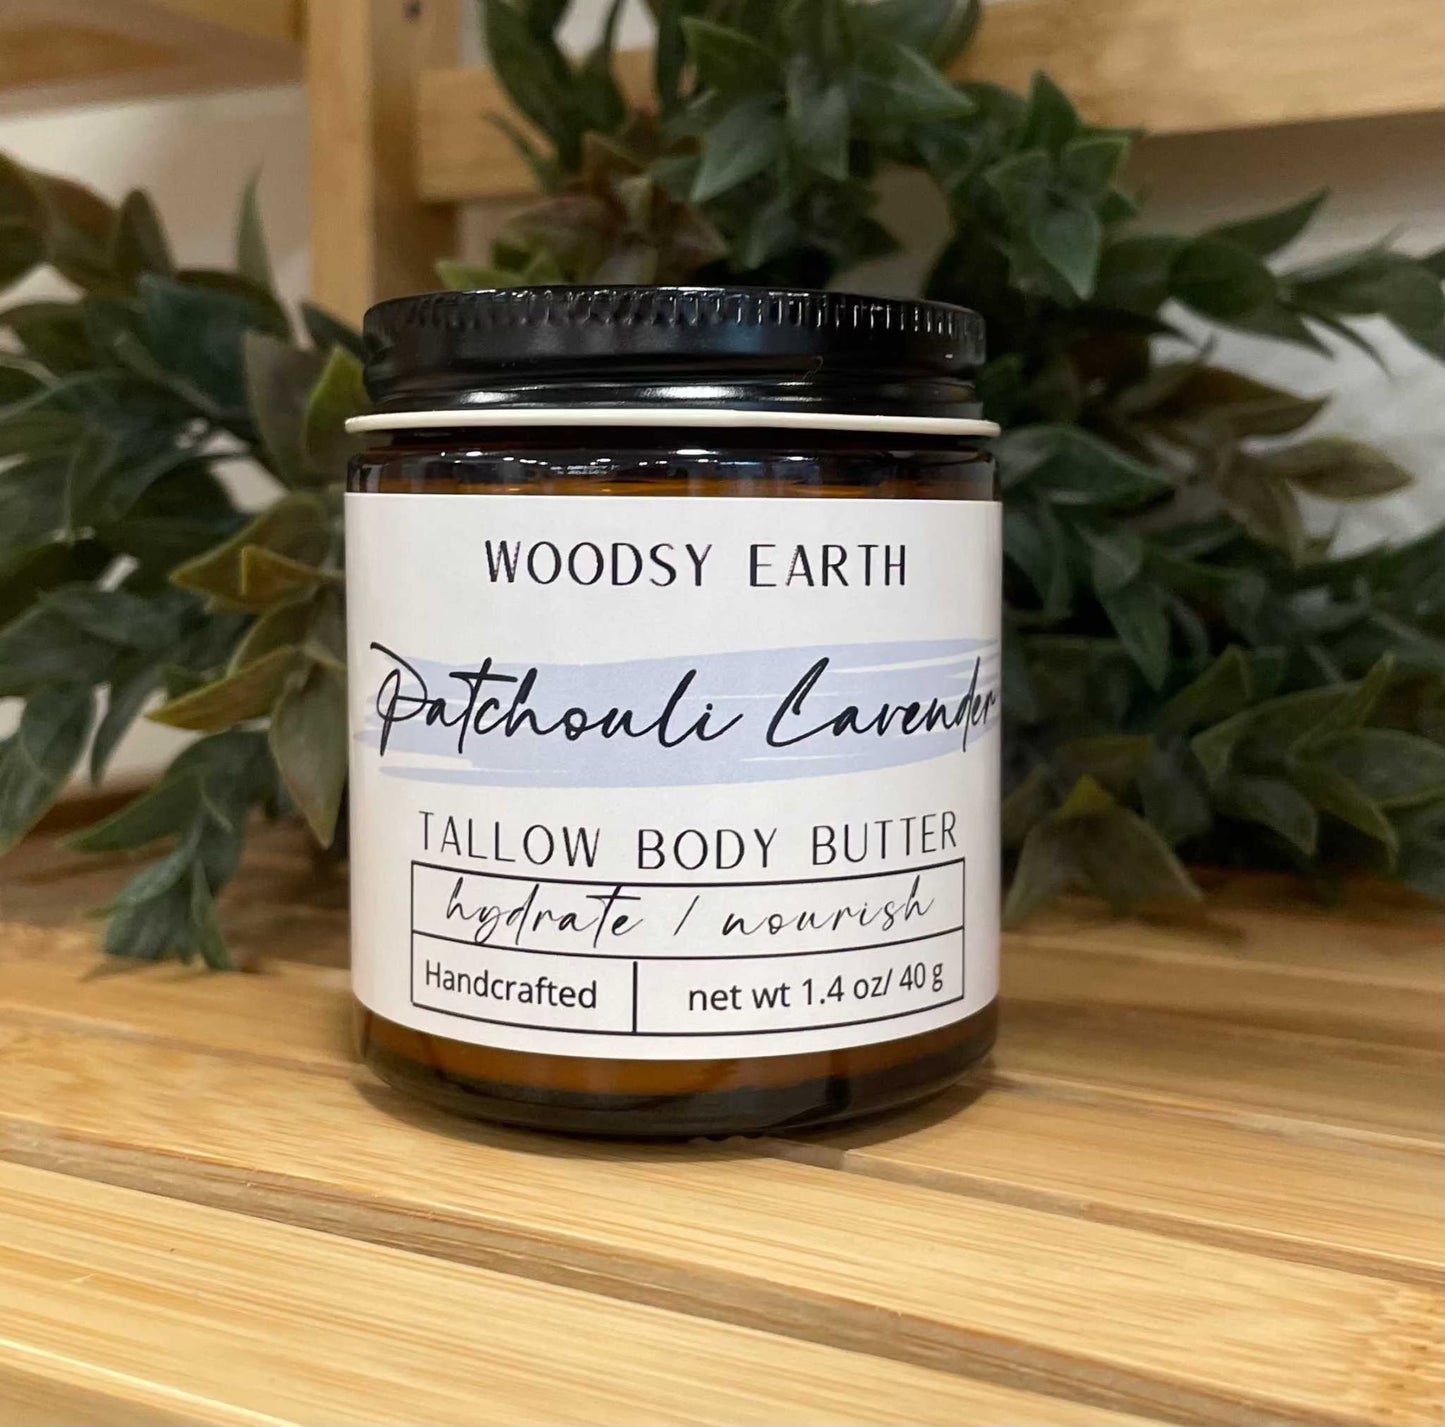 WOODSY EARTH
Patchouli Lavender
TALLOW BODY BUTTER
hydrate / nourish
Handcrafted
net wt 1.4 oz/ 40 g